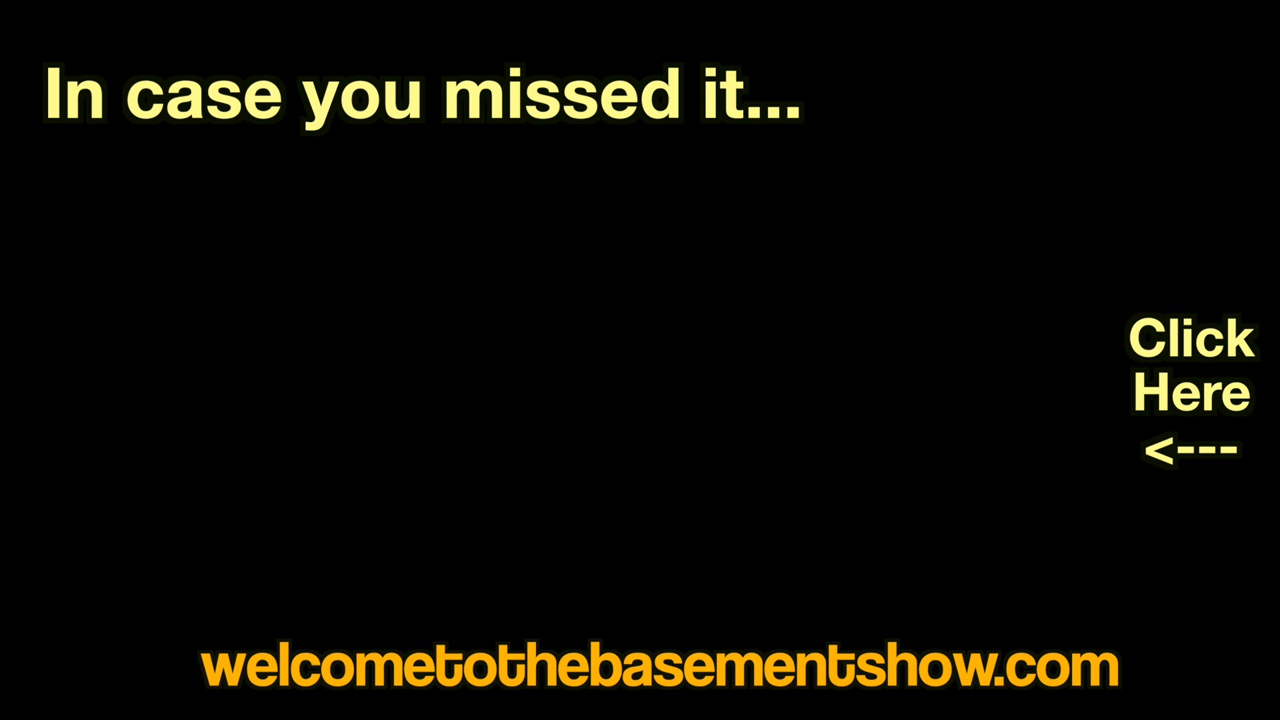 In case you missed it...
Click
Here
<---
welcometothebasementshow.com